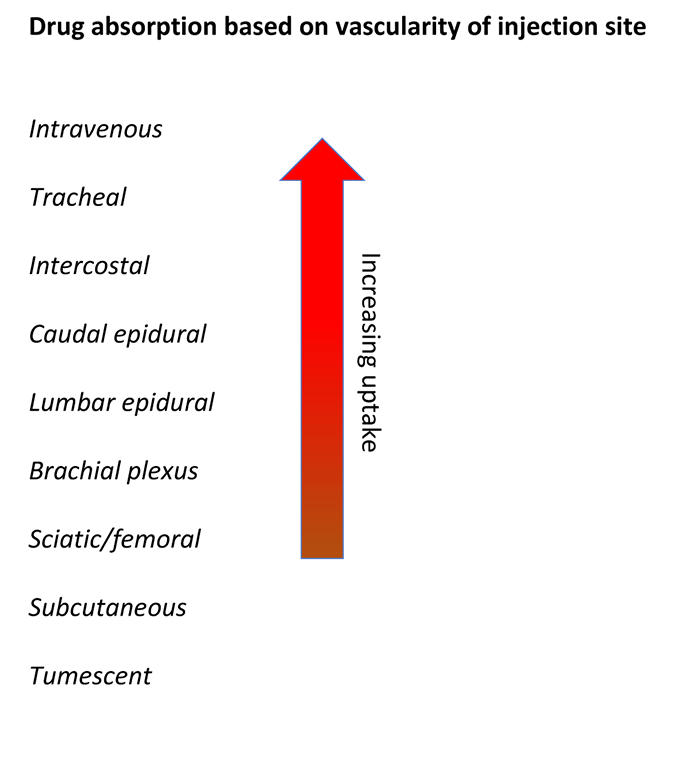 Drug absorption based on vascularity of injection site
Intravenous
Tracheal
Intercostal
Caudal epidural
Lumbar epidural
Brachial plexus
Sciatic/femoral
Subcutaneous
Tumescent
Increasing uptake